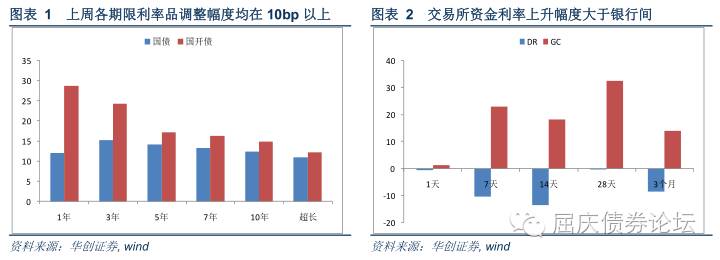 图表 1 上周各期限利率品调整幅度均在 10bp 以上
国债 国开债
35
30
25
20
15
10
5
0
1年 3年 5年 7年 10年 超长
资料来源：华创证券, wind
图表 2 交易所资金利率上升幅度大于银行间
DR GC
40
30
20
10
0
-10
-20
1天 7天 14天 28天 3个月
屈庆债券论坛
资料来源：华创证券, wind